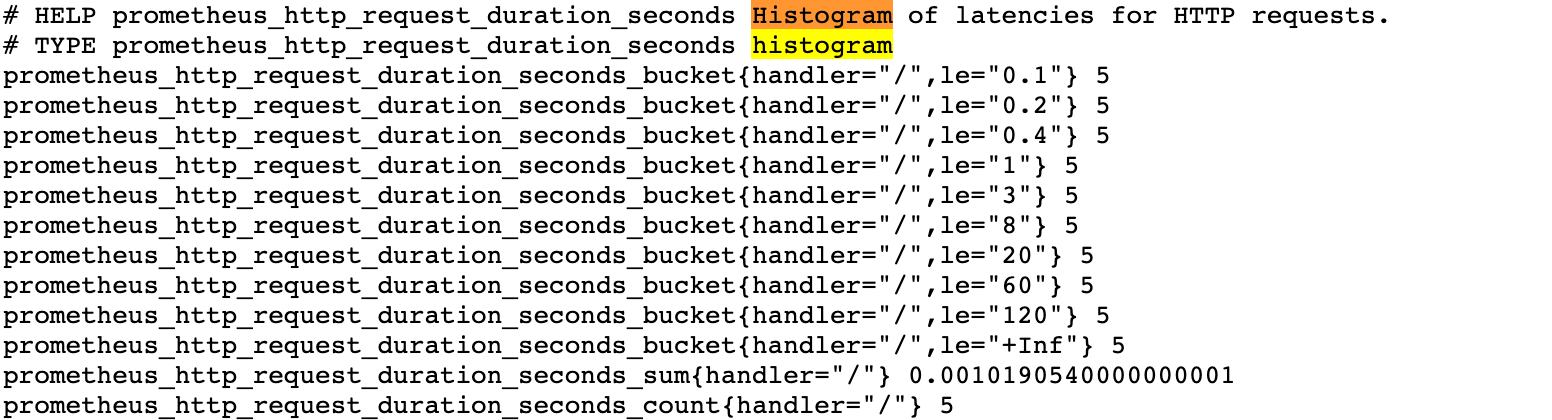 # HELP prometheus_http_request_duration_seconds Histogram of latencies for HTTP requests.
# TYPE prometheus_http_request_duration_seconds histogram
prometheus_http_request_duration_seconds_bucket{handler="/",le="0.1"} 5
prometheus_http_request_duration_seconds_bucket{handler="/",le="0.2"} 5
prometheus_http_request_duration_seconds_bucket{handler="/",le="0.4"} 5
prometheus_http_request_duration_seconds_bucket{handler="/",le="1"} 5
prometheus_http_request_duration_seconds_bucket{handler="/",le="3"} 5
prometheus_http_request_duration_seconds_bucket{handler="/",le="8"} 5
prometheus_http_request_duration_seconds_bucket{handler="/",le="20"} 5
prometheus_http_request_duration_seconds_bucket{handler="/",le="60"} 5
prometheus_http_request_duration_seconds_bucket{handler="/",le="120"} 5
prometheus_http_request_duration_seconds_bucket{handler="/",le="+Inf"} 5
prometheus_http_request_duration_seconds_sum{handler="/"} 0.0010190540000000001
prometheus_http_request_duration_seconds_count{handler="/"} 5